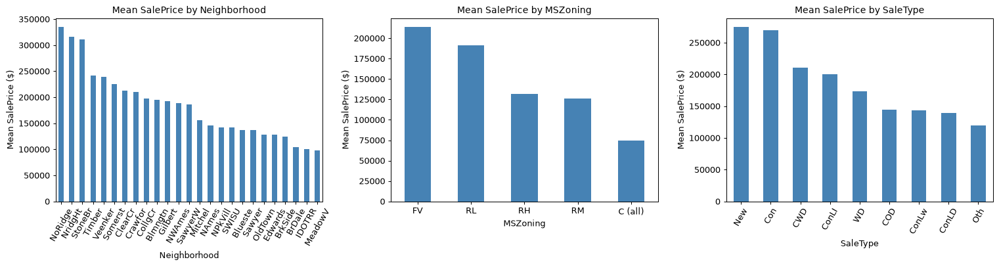 Mean SalePrice by Neighborhood
Mean SalePrice ($)
350000
300000
250000
200000
150000
100000
50000
0
NoRidge
NridgHt
StoneBr
Timber
Veenker
Somerst
ClearCr
Crawfor
CollgCr
Blmngtn
Gilbert
NWAmes
SawyerW
Mitchel
NAmes
NPkVill
SWISU
Blueste
Sawyer
OldTown
Edwards
BrKSide
BrDale
IDOTRR
MeadowV
Neighborhood
Mean SalePrice by MSZoning
Mean SalePrice ($)
200000
175000
150000
125000
100000
75000
50000
25000
0
FV
RL
RH
RM
C (all)
MSZoning
Mean SalePrice by SaleType
Mean SalePrice ($)
250000
200000
150000
100000
50000
0
New
Con
CWD
ConLI
WD
COD
ConLw
ConLD
Oth
SaleType